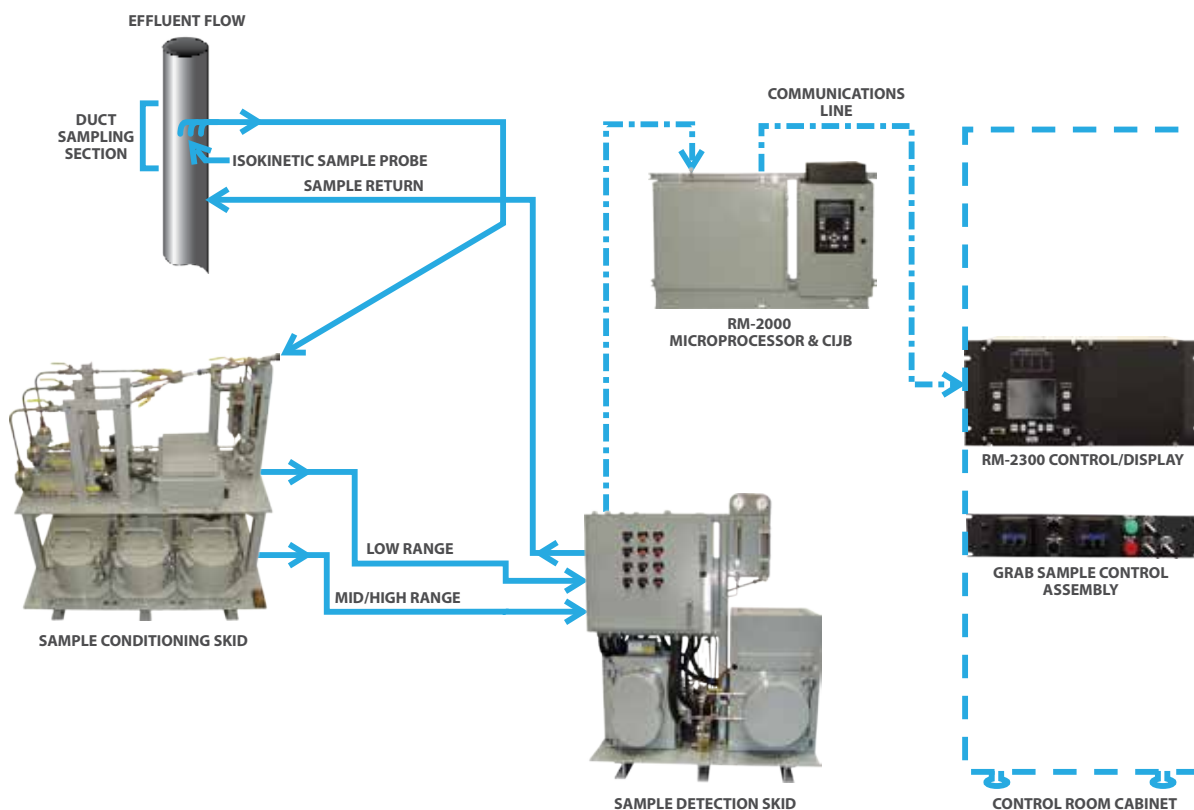 EFFLUENT FLOW
DUCT
SAMPLING
SECTION
ISOKINETIC SAMPLE PROBE
SAMPLE RETURN
COMMUNICATIONS
LINE
RM-2000
MICROPROCESSOR & CIJB
RM-2300 CONTROL/DISPLAY
LOW RANGE
MID/HIGH RANGE
GRAB SAMPLE CONTROL
ASSEMBLY
SAMPLE CONDITIONING SKID
SAMPLE DETECTION SKID
CONTROL ROOM CABINET